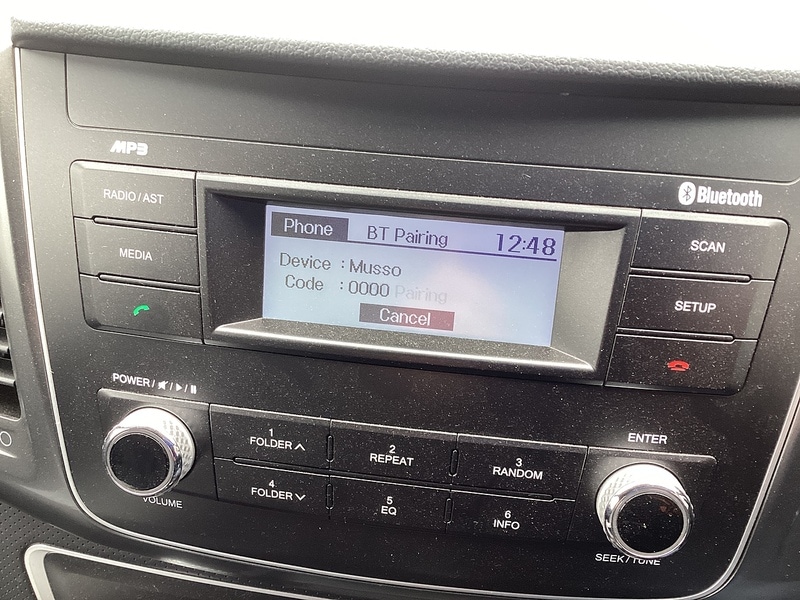 MP3
Bluetooth
RADIO / AST
MEDIA
Phone BT Pairing 12:48
Device : Musso
Code : 0000 Pairing
Cancel
SCAN
SETUP
POWER /
VOLUME
1
FOLDER
2
REPEAT
3
RANDOM
4
FOLDER
5
EQ
6
INFO
ENTER
SEEK / TUNE